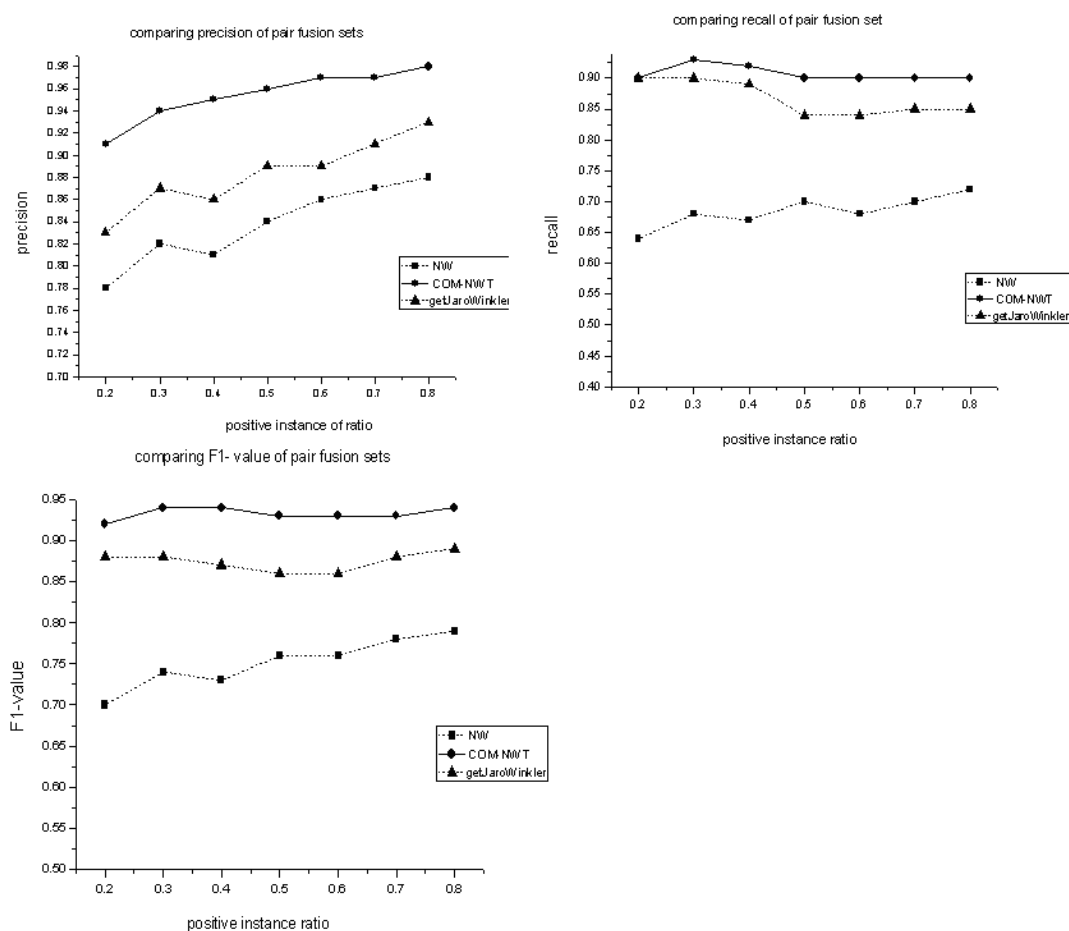 comparing precision of pair fusion sets
0.98
0.96
0.94
0.92
0.90
0.88
0.86
0.84
0.82
0.80
0.78
0.76
0.74
0.72
0.70
precision
NW
COM-NWT
getJaroWinkler
0.2 0.3 0.4 0.5 0.6 0.7 0.8
positive instance of ratio
comparing recall of pair fusion set
0.90
0.85
0.80
0.75
0.70
0.65
0.60
0.55
0.50
0.45
0.40
recall
NW
COM-NWT
getJaroWinkler
0.2 0.3 0.4 0.5 0.6 0.7 0.8
positive instance ratio
comparing F1- value of pair fusion sets
0.95
0.90
0.85
0.80
0.75
0.70
0.65
0.60
0.55
0.50
F1-value
NW
COM-NWT
getJaroWinkler
0.2 0.3 0.4 0.5 0.6 0.7 0.8
positive instance ratio